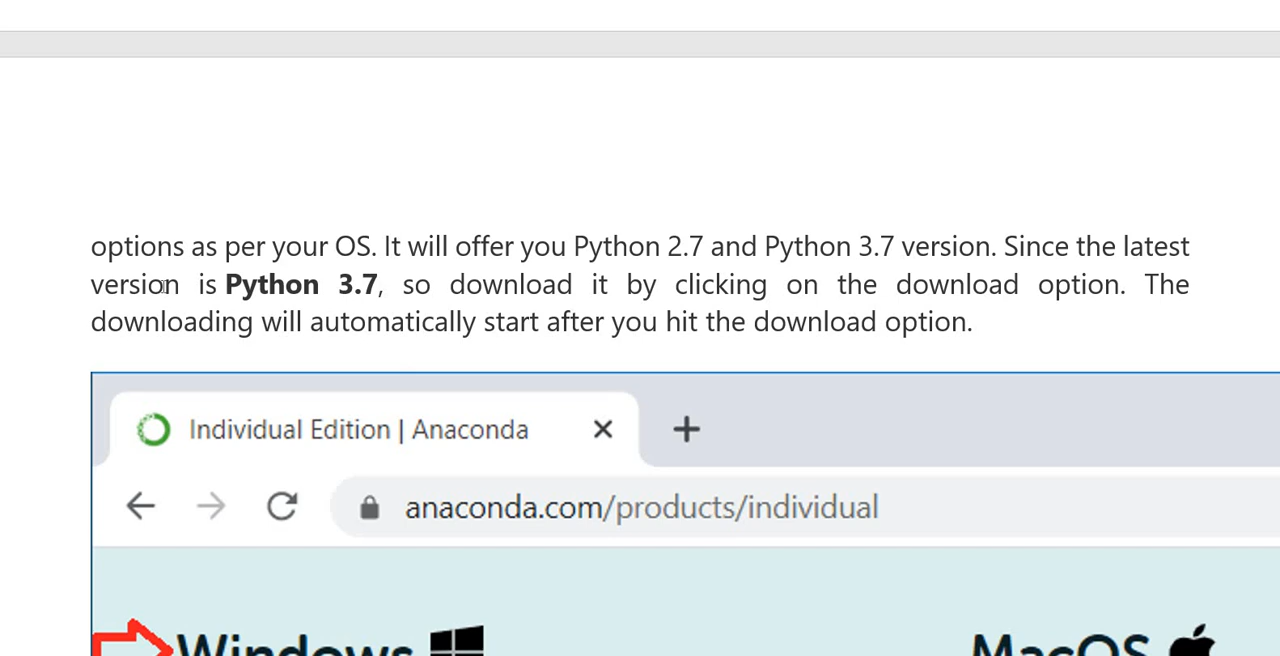 options as per your OS. It will offer you Python 2.7 and Python 3.7 version. Since the latest
version is Python 3.7, so download it by clicking on the download option. The
downloading will automatically start after you hit the download option.
Individual Edition | Anaconda
anaconda.com/products/individual
Windows MacOS